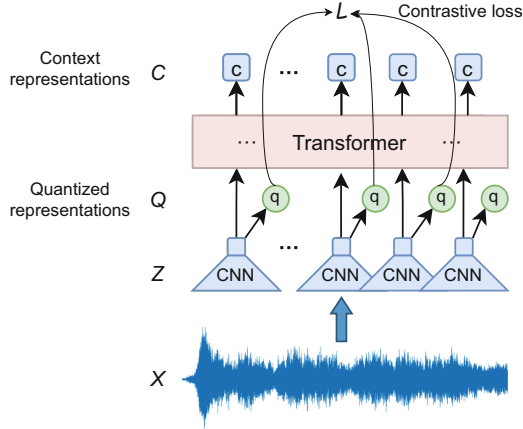 L Contrastive loss
Context
representations C c ... c c c
... Transformer ...
Quantized
representations Q q q q q
...
Z CNN CNN CNN CNN
X